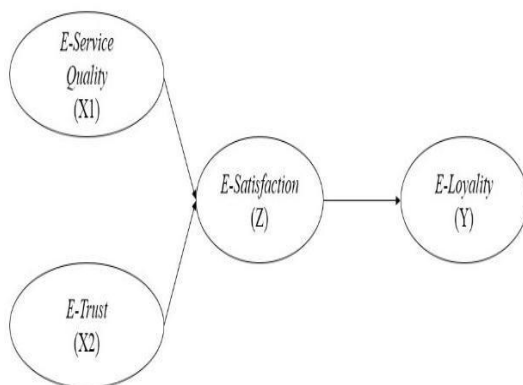 E-Service
Quality
(X1)
E-Satisfaction
(Z)
E-Loyality
(Y)
E-Trust
(X2)